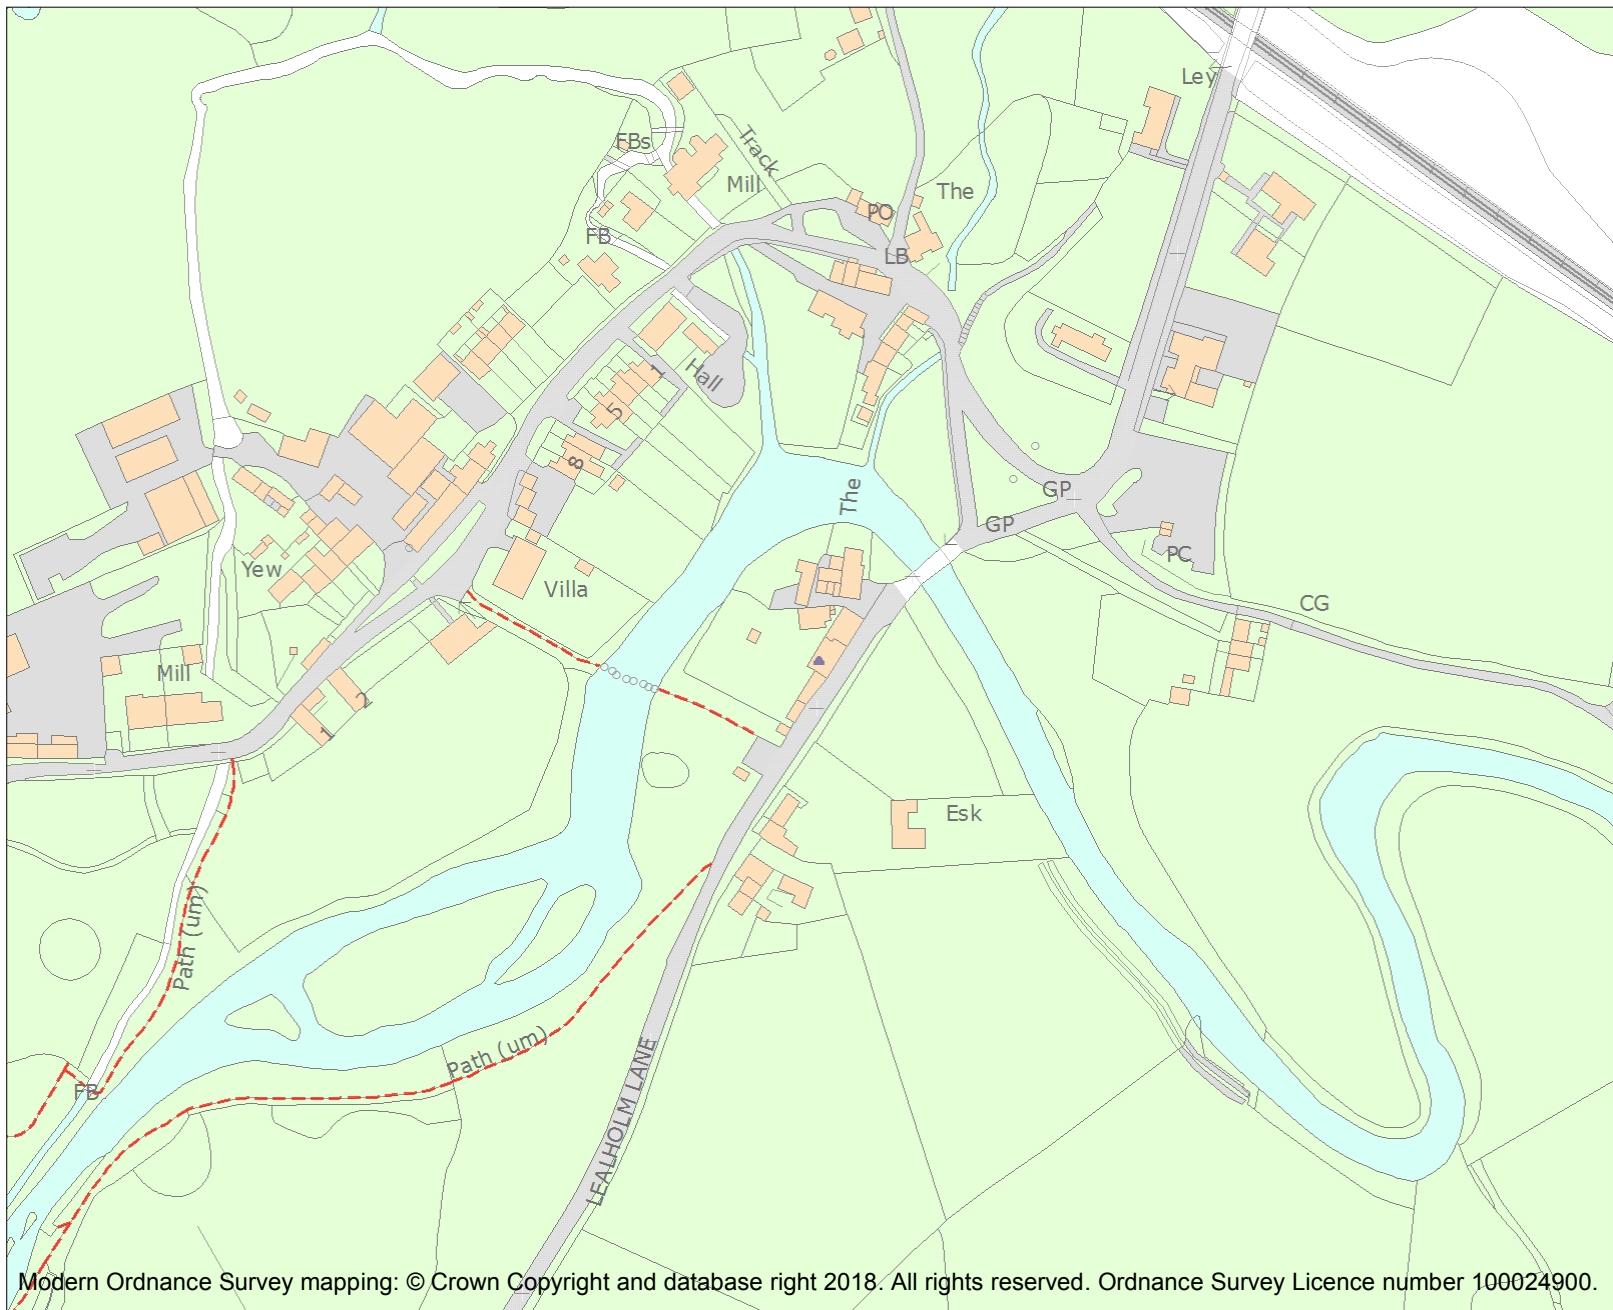 Ley
FBs
Track
Mill
The
PO
FB
LB
Hall
1
5
8
The
GP
GP
PC
Yew
Villa
CG
Mill
2
1
Esk
Path (um)
Path (um)
FB
LEALHOLM LANE
Modern Ordnance Survey mapping: © Crown Copyright and database right 2018. All rights reserved. Ordnance Survey Licence number 100024900.